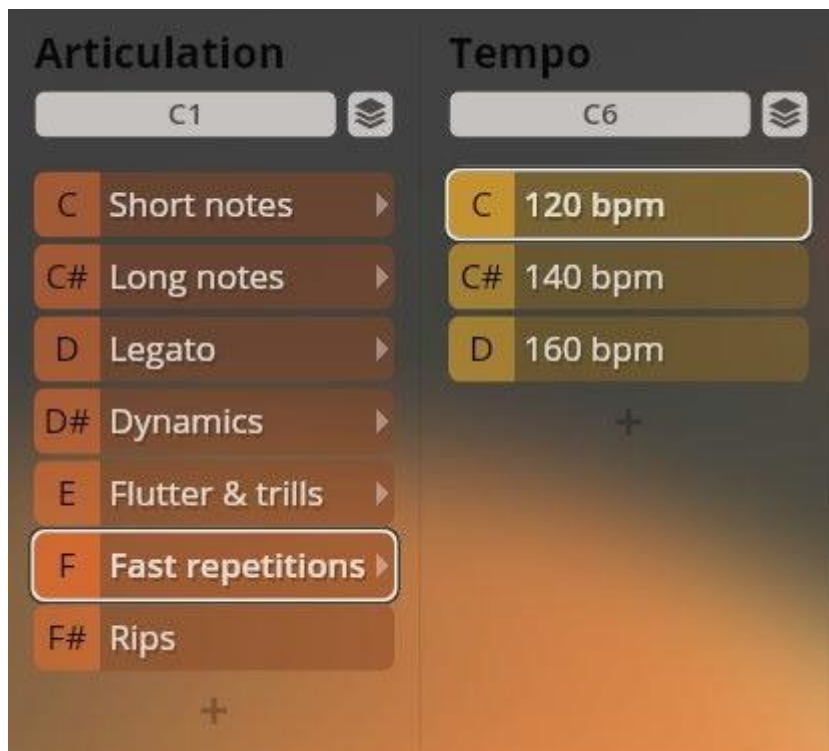 Articulation
C1
C Short notes
C# Long notes
D Legato
D# Dynamics
E Flutter & trills
F Fast repetitions
F# Rips
+
Tempo
C6
C 120 bpm
C# 140 bpm
D 160 bpm
+